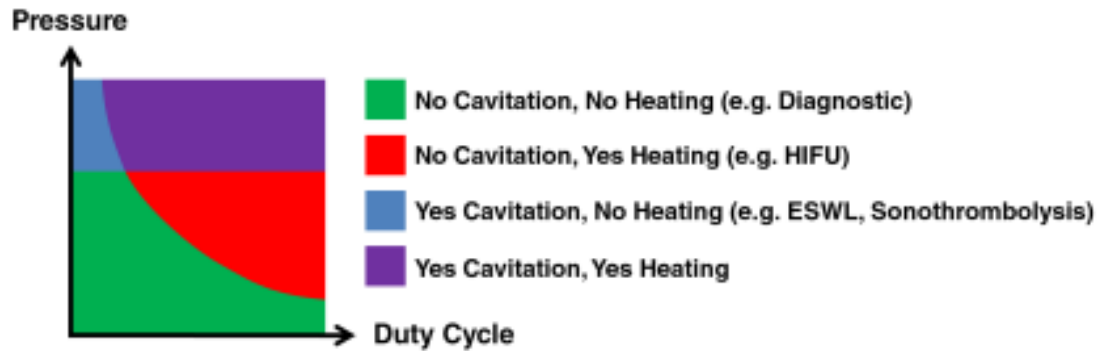 Pressure
No Cavitation, No Heating (e.g. Diagnostic)
No Cavitation, Yes Heating (e.g. HIFU)
Yes Cavitation, No Heating (e.g. ESWL, Sonothrombolysis)
Yes Cavitation, Yes Heating
Duty Cycle